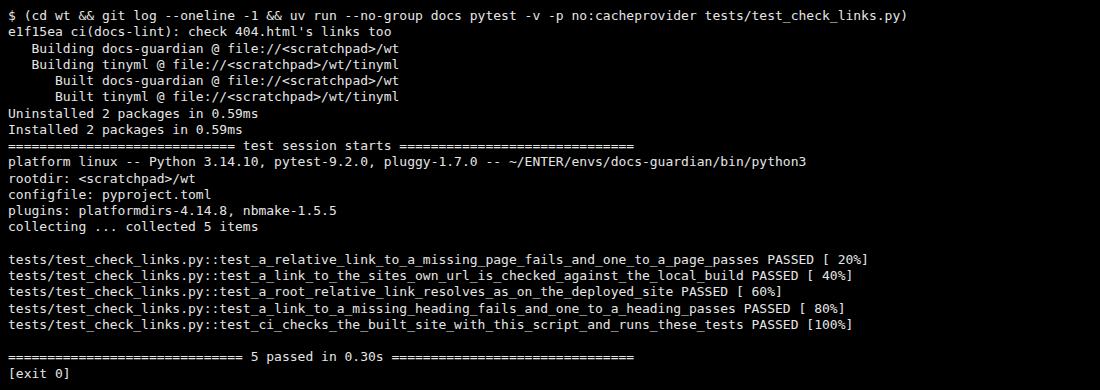 $ (cd wt && git log --oneline -1 && uv run --no-group docs pytest -v -p no:cacheprovider tests/test_check_links.py)
e1f15ea ci(docs-lint): check 404.html's links too
   Building docs-guardian @ file://<scratchpad>/wt
   Building tinyml @ file://<scratchpad>/wt/tinyml
      Built docs-guardian @ file://<scratchpad>/wt
      Built tinyml @ file://<scratchpad>/wt/tinyml
Uninstalled 2 packages in 0.59ms
Installed 2 packages in 0.59ms
============================= test session starts ==============================
platform linux -- Python 3.14.10, pytest-9.2.0, pluggy-1.7.0 -- ~/ENTER/envs/docs-guardian/bin/python3
rootdir: <scratchpad>/wt
configfile: pyproject.toml
plugins: platformdirs-4.14.8, nbmake-1.5.5
collecting ... collected 5 items

tests/test_check_links.py::test_a_relative_link_to_a_missing_page_fails_and_one_to_a_page_passes PASSED [ 20%]
tests/test_check_links.py::test_a_link_to_the_sites_own_url_is_checked_against_the_local_build PASSED [ 40%]
tests/test_check_links.py::test_a_root_relative_link_resolves_as_on_the_deployed_site PASSED [ 60%]
tests/test_check_links.py::test_a_link_to_a_missing_heading_fails_and_one_to_a_heading_passes PASSED [ 80%]
tests/test_check_links.py::test_ci_checks_the_built_site_with_this_script_and_runs_these_tests PASSED [100%]

============================== 5 passed in 0.30s ===============================
[exit 0]